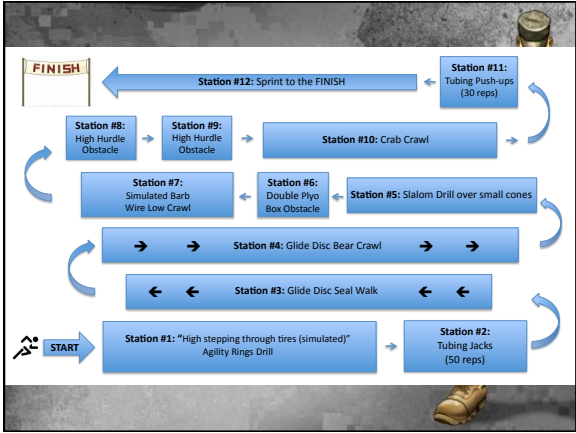 FINISH
Station #12: Sprint to the FINISH
Station #11:
Tubing Push-ups
(30 reps)
Station #8:
High Hurdle
Obstacle
Station #9:
High Hurdle
Obstacle
Station #10: Crab Crawl
Station #7:
Simulated Barb
Wire Low Crawl
Station #6:
Double Plyo
Box Obstacle
Station #5: Slalom Drill over small cones
Station #4: Glide Disc Bear Crawl
Station #3: Glide Disc Seal Walk
START
Station #1: “High stepping through tires (simulated)”
Agility Rings Drill
Station #2:
Tubing Jacks
(50 reps)